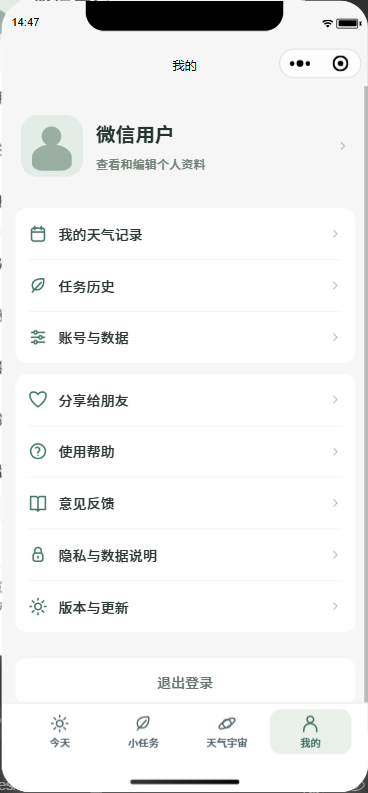 14:47
我的
微信用户
查看和编辑个人资料
我的天气记录
任务历史
账号与数据
分享给朋友
使用帮助
意见反馈
隐私与数据说明
版本与更新
退出登录
今天
小任务
天气宇宙
我的